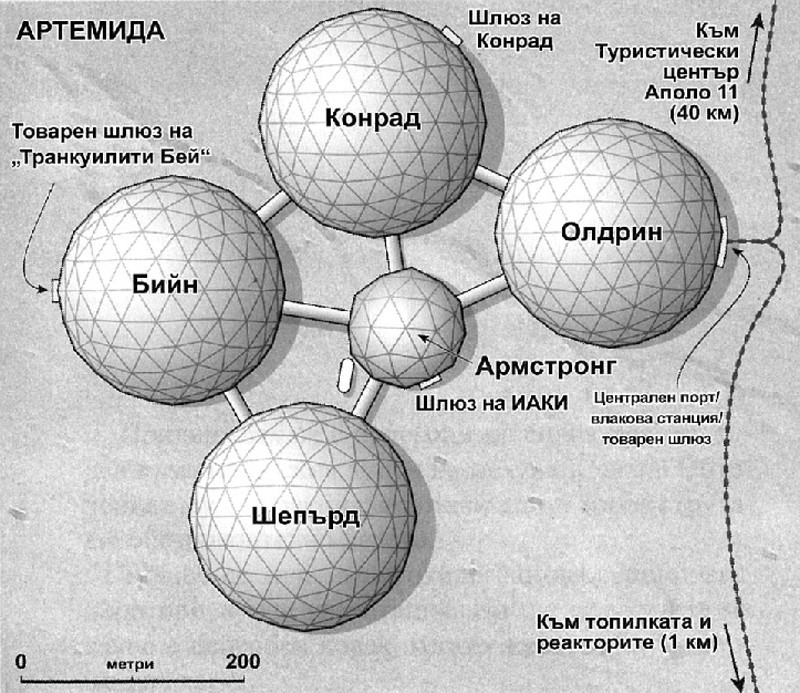 АРТЕМИДА
Шлюз на
Конрад
Към
Туристически
център
Аполо 11
(40 км)
Товарен шлюз на
„Транкуилити Бей“
Конрад
Олдрин
Бийн
Армстронг
Шлюз на ИАКИ
Централен порт/
влакова станция/
товарен шлюз
Шепърд
Към топилката и
реакторите (1 км)
0 метри 200